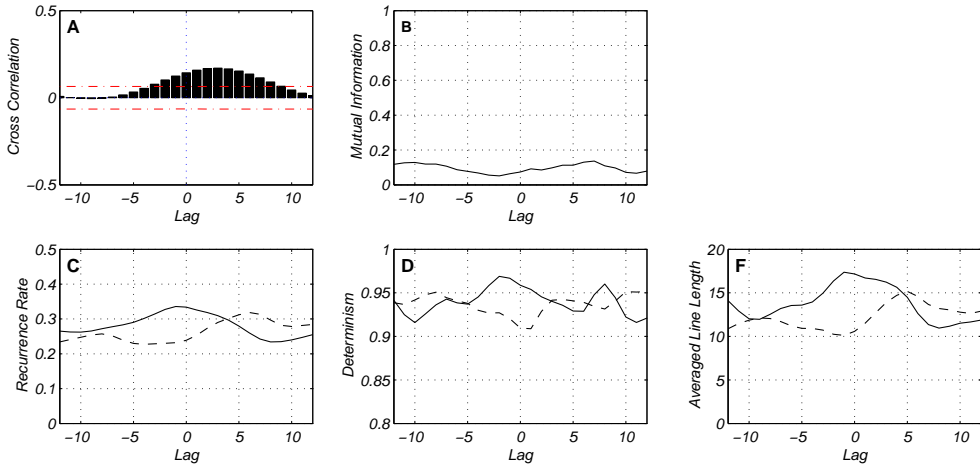 A
0.5
0
−0.5
Cross Correlation
−10 −5 0 5 10
Lag
B
1
0.8
0.6
0.4
0.2
0
Mutual Information
−10 −5 0 5 10
Lag
C
0.5
0.4
0.3
0.2
0.1
0
Recurrence Rate
−10 −5 0 5 10
Lag
D
1
0.95
0.9
0.85
0.8
Determinism
−10 −5 0 5 10
Lag
F
20
15
10
5
0
Averaged Line Length
−10 −5 0 5 10
Lag